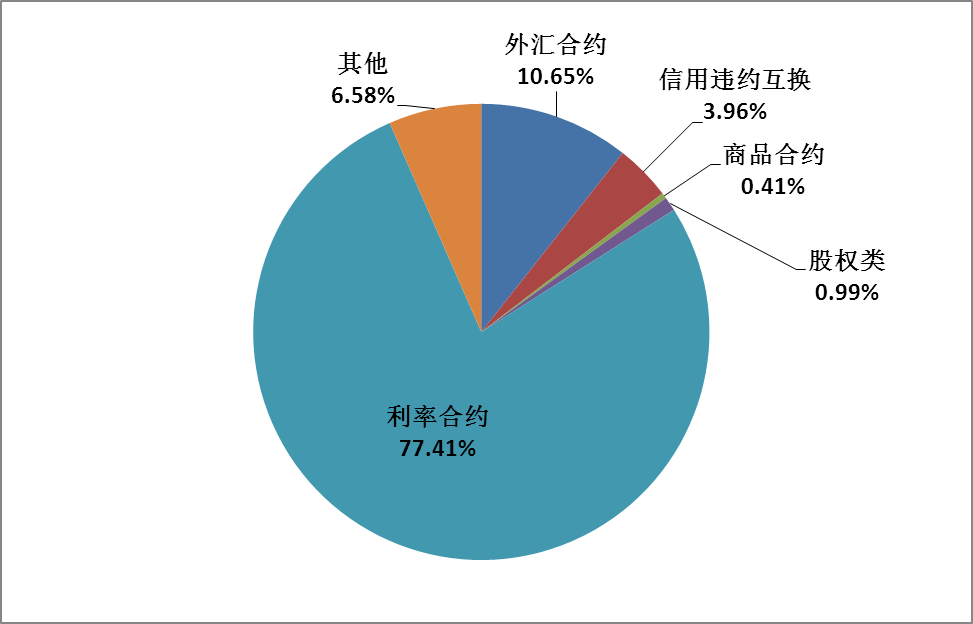 外汇合约
10.65%
信用违约互换
3.96%
商品合约
0.41%
股权类
0.99%
利率合约
77.41%
其他
6.58%